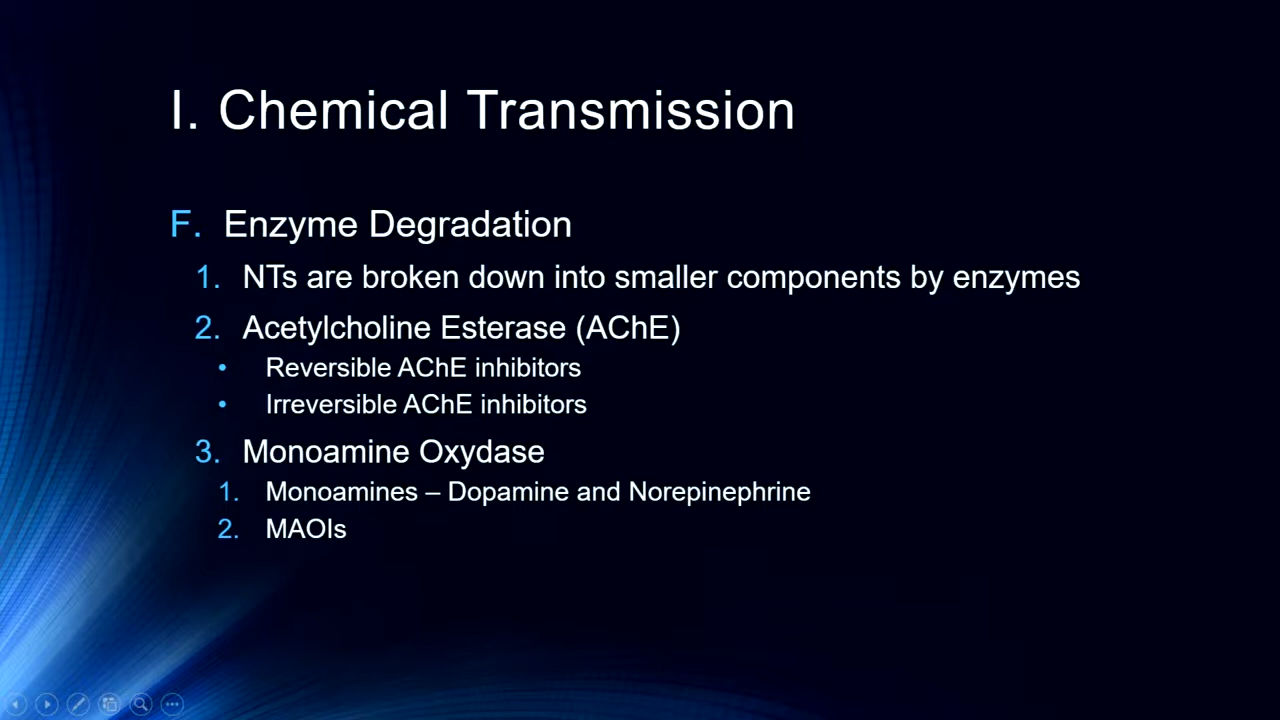 I. Chemical Transmission
F. Enzyme Degradation
1. NTs are broken down into smaller components by enzymes
2. Acetylcholine Esterase (AChE)
• Reversible AChE inhibitors
• Irreversible AChE inhibitors
3. Monoamine Oxydase
1. Monoamines – Dopamine and Norepinephrine
2. MAOIs